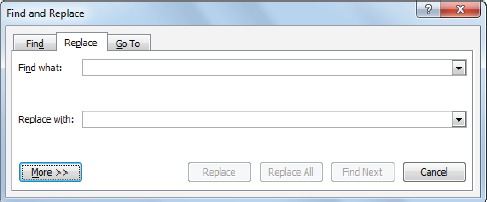 Find and Replace
Find Replace Go To
Find what:
Replace with:
More >> Replace Replace All Find Next Cancel